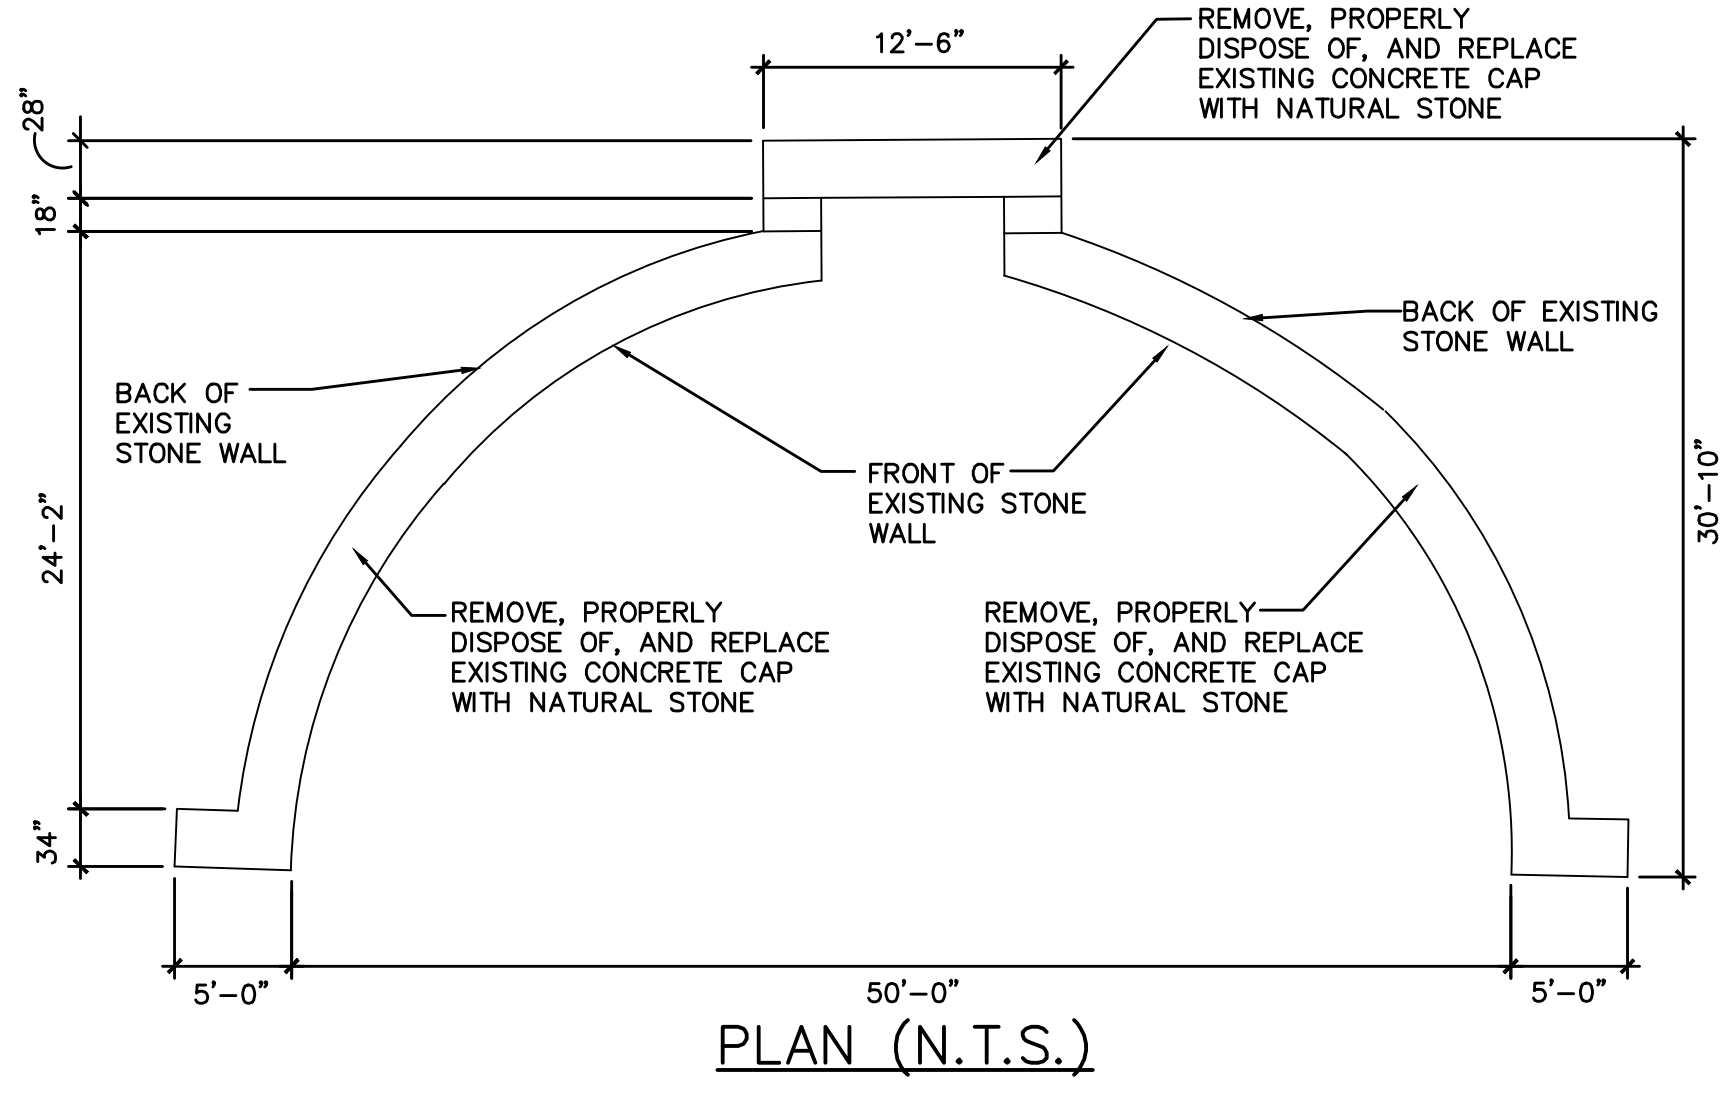 12'-6"
REMOVE, PROPERLY
DISPOSE OF, AND REPLACE
EXISTING CONCRETE CAP
WITH NATURAL STONE
28"
18"
BACK OF EXISTING
STONE WALL
BACK OF
EXISTING
STONE WALL
FRONT OF
EXISTING STONE
WALL
24'-2"
30'-10"
REMOVE, PROPERLY
DISPOSE OF, AND REPLACE
EXISTING CONCRETE CAP
WITH NATURAL STONE
REMOVE, PROPERLY
DISPOSE OF, AND REPLACE
EXISTING CONCRETE CAP
WITH NATURAL STONE
34"
5'-0"
50'-0"
5'-0"
PLAN (N.T.S.)